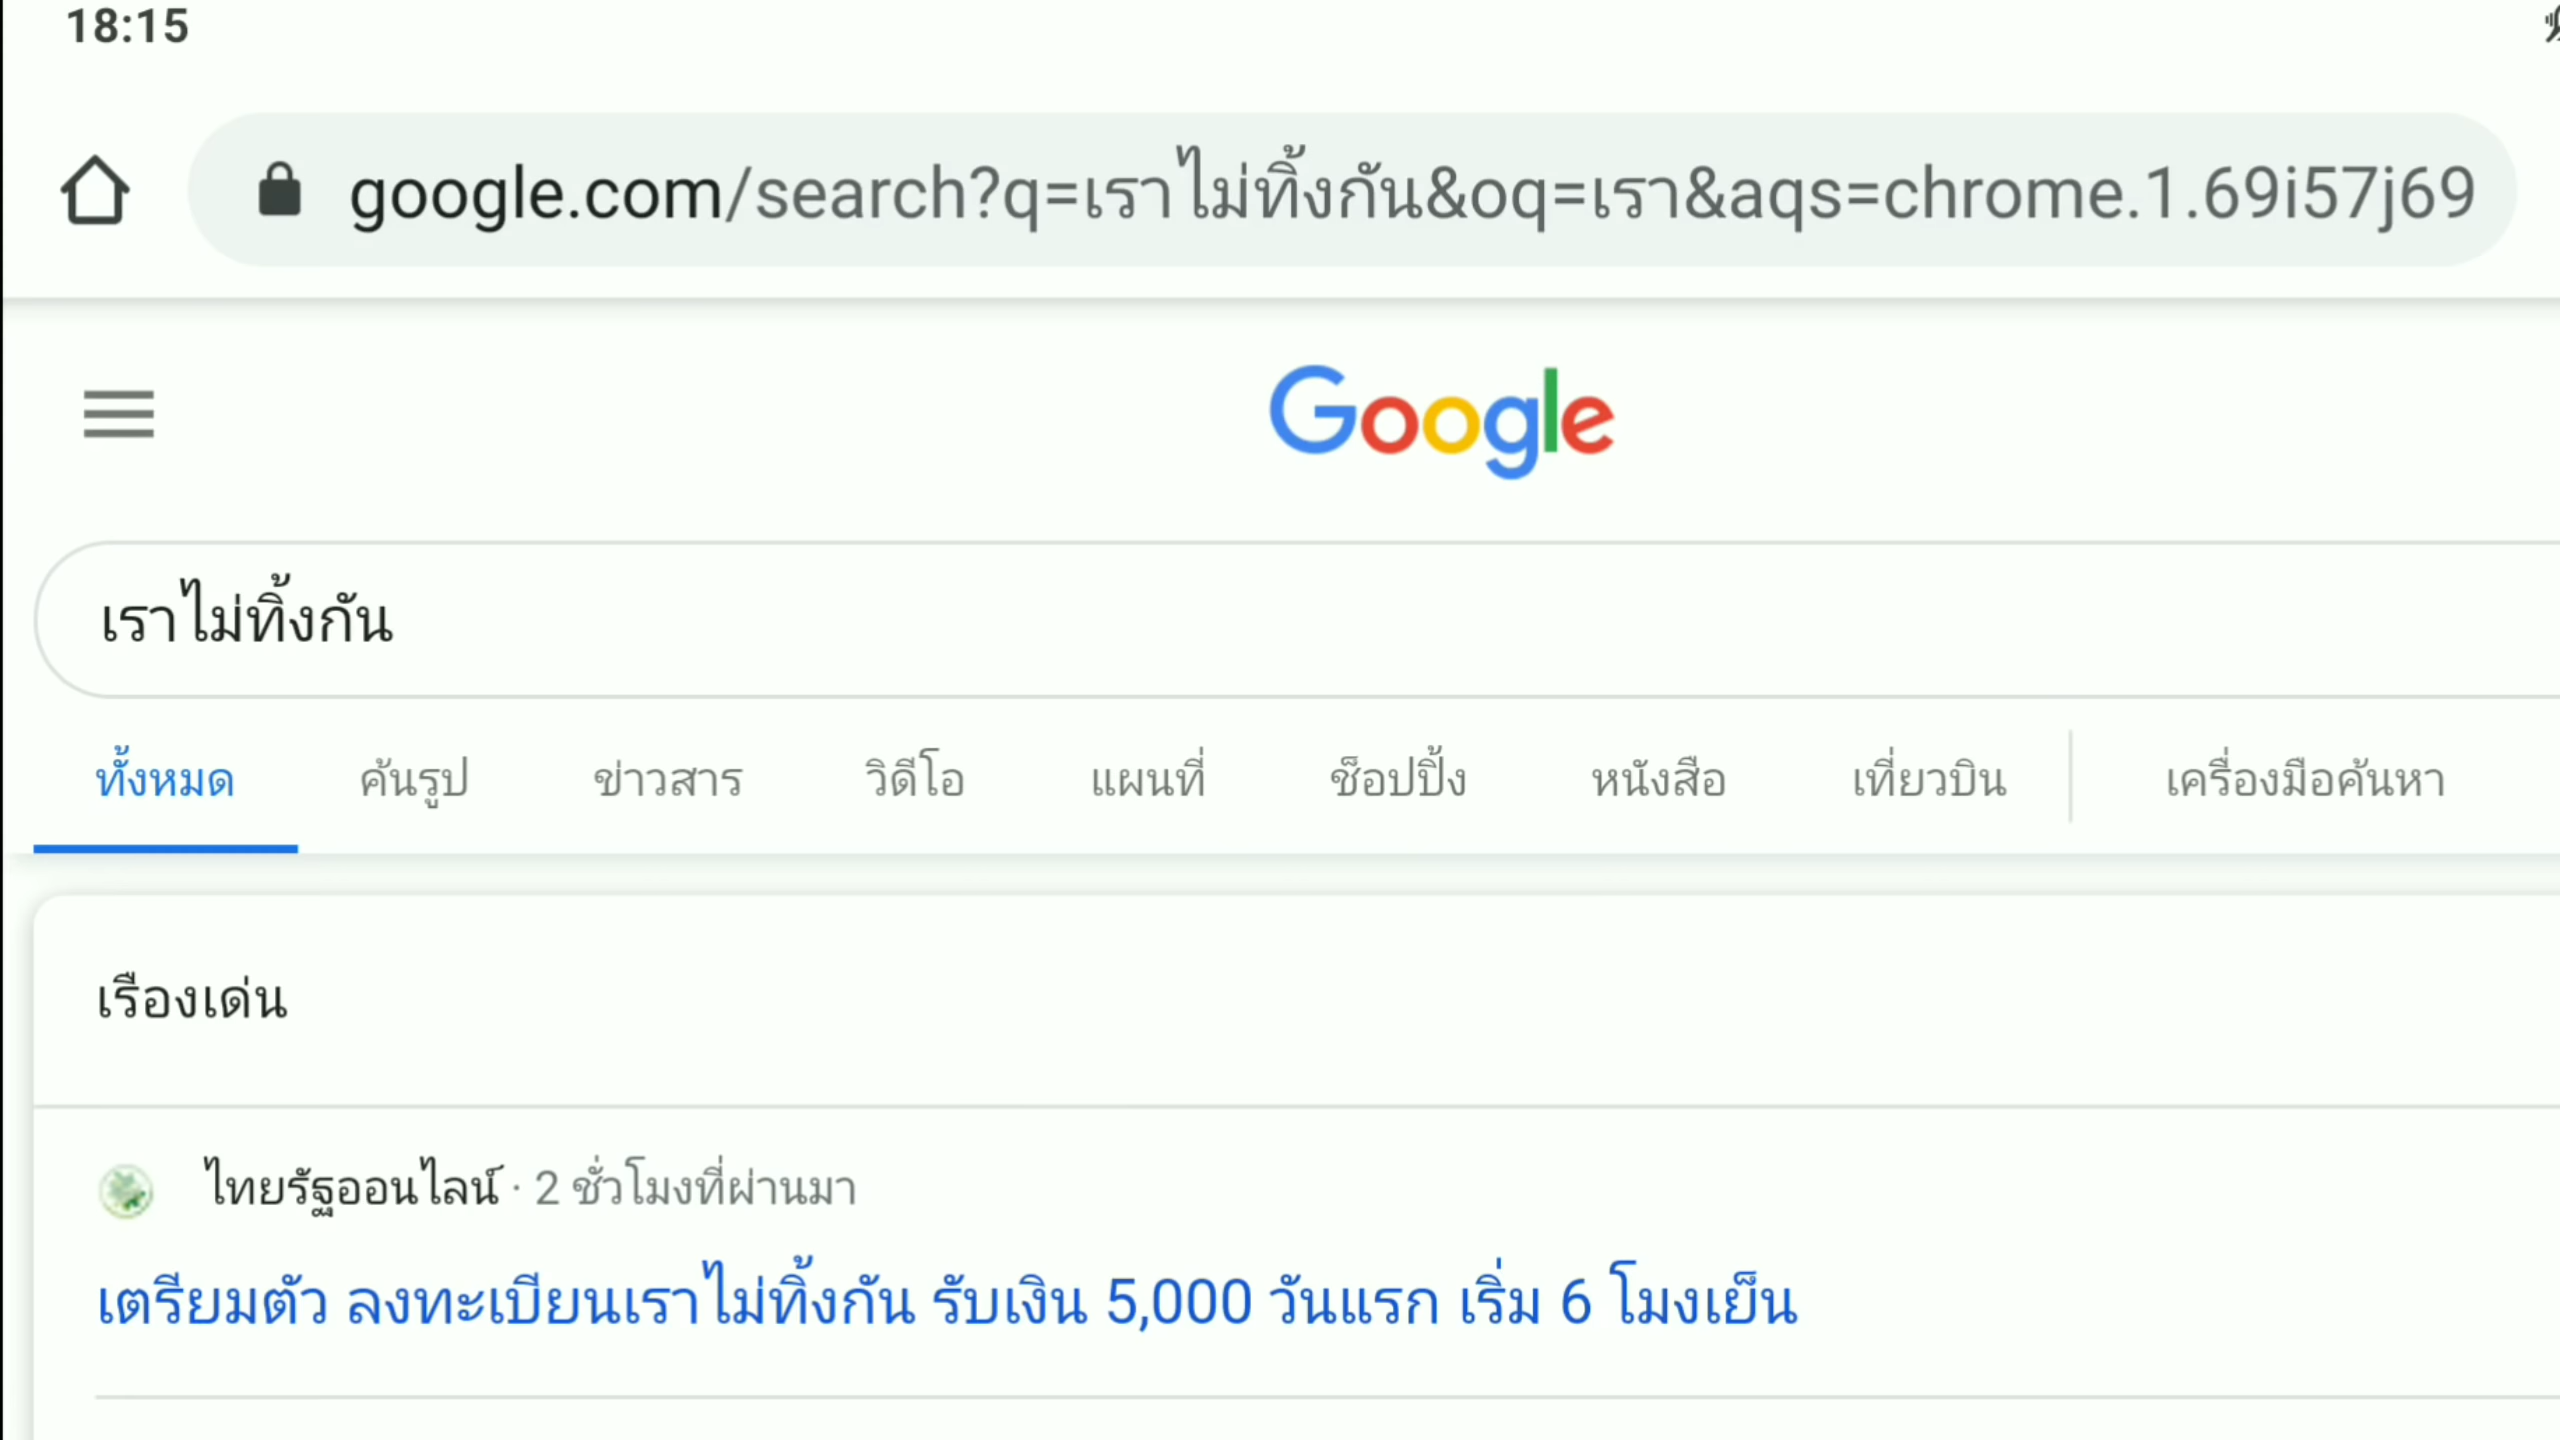 18:15
google.com/search?q=เราไม่ทิ้งกัน&oq=เรา&aqs=chrome.1.69i57j69
Google
เราไม่ทิ้งกัน
ทั้งหมด ค้นรูป ข่าวสาร วิดีโอ แผนที่ ช็อปปิ้ง หนังสือ เที่ยวบิน เครื่องมือค้นหา
เรื่องเด่น
ไทยรัฐออนไลน์ · 2 ชั่วโมงที่ผ่านมา
เตรียมตัว ลงทะเบียนเราไม่ทิ้งกัน รับเงิน 5,000 วันแรก เริ่ม 6 โมงเย็น